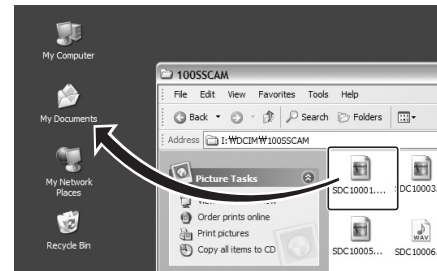 My Computer
My Documents
My Network
Places
Recycle Bin
100SSCAM
File Edit View Favorites Tools Help
Back Search Folders
Address I:₩DCIM₩100SSCAM
Picture Tasks
Order prints online
Print pictures
Copy all items to CD
SDC10001....
SDC10003.
SDC10005...
WAV
SDC10006.